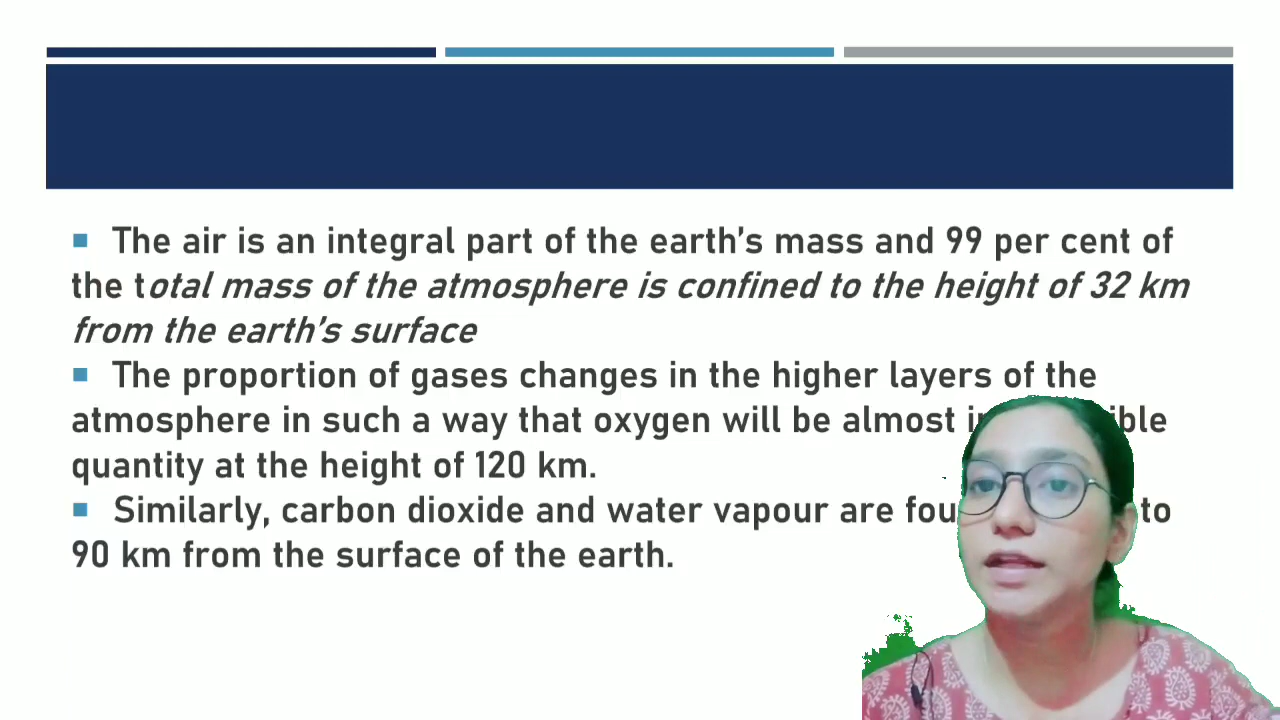 The air is an integral part of the earth's mass and 99 per cent of
the total mass of the atmosphere is confined to the height of 32 km
from the earth's surface
The proportion of gases changes in the higher layers of the
atmosphere in such a way that oxygen will be almost
quantity at the height of 120 km.
Similarly, carbon dioxide and water vapour are to
90 km from the surface of the earth.